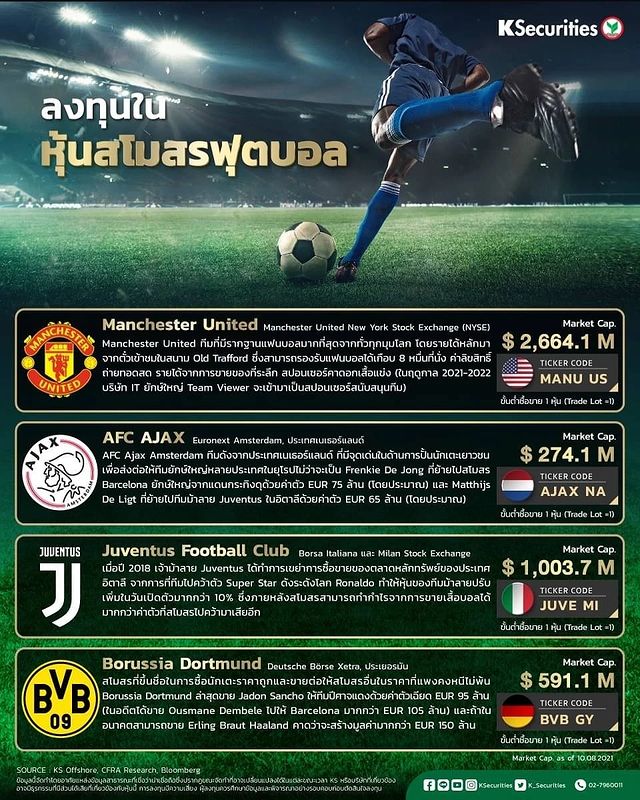 KSecurities
ลงทุนใน
หุ้นสโมสรฟุตบอล
MANCHESTER
UNITED
Manchester United Manchester United New York Stock Exchange (NYSE)
Manchester United ทีมที่มีรากฐานแฟนบอลมากที่สุดจากทั่วทุกมุมโลก โดยรายได้หลักมา
จากตั๋วเข้าชมในสนาม Old Trafford ซึ่งสามารถรองรับแฟนบอลได้เกือบ 8 หมื่นที่นั่ง ค่าลิขสิทธิ์
ถ่ายทอดสด รายได้จากการขายของที่ระลึก สปอนเซอร์คาดอกเสื้อแข่ง (ในฤดูกาล 2021-2022
บริษัท IT ยักษ์ใหญ่ Team Viewer จะเข้ามาเป็นสปอนเซอร์สนับสนุนทีม)
Market Cap.
$ 2,664.1 M
TICKER CODE
MANU US
ขั้นต่ำซื้อขาย 1 หุ้น (Trade Lot =1)
AJAX
AMSTERDAM
AFC AJAX Euronext Amsterdam, ประเทศเนเธอร์แลนด์
AFC Ajax Amsterdam ทีมดังจากประเทศเนเธอร์แลนด์ ที่มีจุดเด่นในด้านการปั้นนักเตะเยาวชน
เพื่อส่งต่อให้ทีมยักษ์ใหญ่หลายประเทศในยุโรปไม่ว่าจะเป็น Frenkie De Jong ที่ย้ายไปสโมสร
Barcelona ยักษ์ใหญ่จากแดนกระทิงดุด้วยค่าตัว EUR 75 ล้าน (โดยประมาณ) และ Matthijs
De Ligt ที่ย้ายไปทีมม้าลาย Juventus ในอิตาลีด้วยค่าตัว EUR 65 ล้าน (โดยประมาณ)
Market Cap.
$ 274.1 M
TICKER CODE
AJAX NA
ขั้นต่ำซื้อขาย 1 หุ้น (Trade Lot =1)
JUVENTUS
Juventus Football Club Borsa Italiana และ Milan Stock Exchange
เมื่อปี 2018 เจ้าม้าลาย Juventus ได้ทำการเขย่าการซื้อขายของตลาดหลักทรัพย์ของประเทศ
อิตาลี จากการที่ทีมไปคว้าตัว Super Star ดังระดังโลก Ronaldo ทำให้หุ้นของทีมม้าลายปรับ
เพิ่มในวันเปิดตัวมากกว่า 10% ซึ่งภายหลังสโมสรสามารถทำกำไรจากการขายเสื้อบอลได้
มากกว่าค่าตัวที่สโมสรไปคว้ามาเสียอีก
Market Cap.
$ 1,003.7 M
TICKER CODE
JUVE MI
ขั้นต่ำซื้อขาย 1 หุ้น (Trade Lot =1)
BVB
09
Borussia Dortmund Deutsche Börse Xetra, ประเทศเยอรมัน
สโมสรที่ขึ้นชื่อในการซื้อนักเตะราคาถูกและขายต่อให้สโมสรอื่นในราคาที่แพงคงหนีไม่พ้น
Borussia Dortmund ล่าสุดขาย Jadon Sancho ให้ทีมปีศาจแดงด้วยค่าตัวเฉียด EUR 95 ล้าน
(ในอดีตได้ขาย Ousmane Dembele ไปให้ Barcelona มากกว่า EUR 105 ล้าน) และถ้าใน
อนาคตสามารถขาย Erling Braut Haaland คาดว่าจะสร้างมูลค่ามากกว่า EUR 150 ล้าน
Market Cap.
$ 591.1 M
TICKER CODE
BVB GY
ขั้นต่ำซื้อขาย 1 หุ้น (Trade Lot =1)
Market Cap. as of 10.08.2021
SOURCE : KS Offshore, CFRA Research, Bloomberg
KSecurities
K_Securities
02-7960011